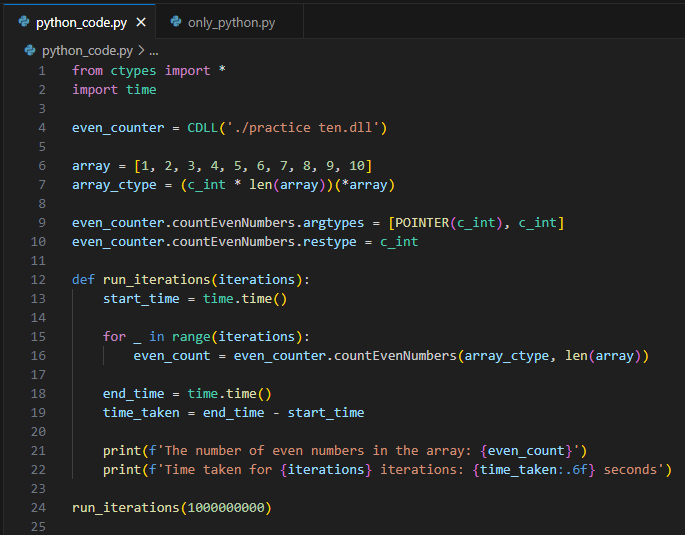 python_code.py ✕ only_python.py
python_code.py > ...
1 from ctypes import *
2 import time
3
4 even_counter = CDLL('./practice ten.dll')
5
6 array = [1, 2, 3, 4, 5, 6, 7, 8, 9, 10]
7 array_ctype = (c_int * len(array))(*array)
8
9 even_counter.countEvenNumbers.argtypes = [POINTER(c_int), c_int]
10 even_counter.countEvenNumbers.restype = c_int
11
12 def run_iterations(iterations):
13     start_time = time.time()
14
15     for _ in range(iterations):
16         even_count = even_counter.countEvenNumbers(array_ctype, len(array))
17
18     end_time = time.time()
19     time_taken = end_time - start_time
20
21     print(f'The number of even numbers in the array: {even_count}')
22     print(f'Time taken for {iterations} iterations: {time_taken:.6f} seconds')
23
24 run_iterations(1000000000)
25